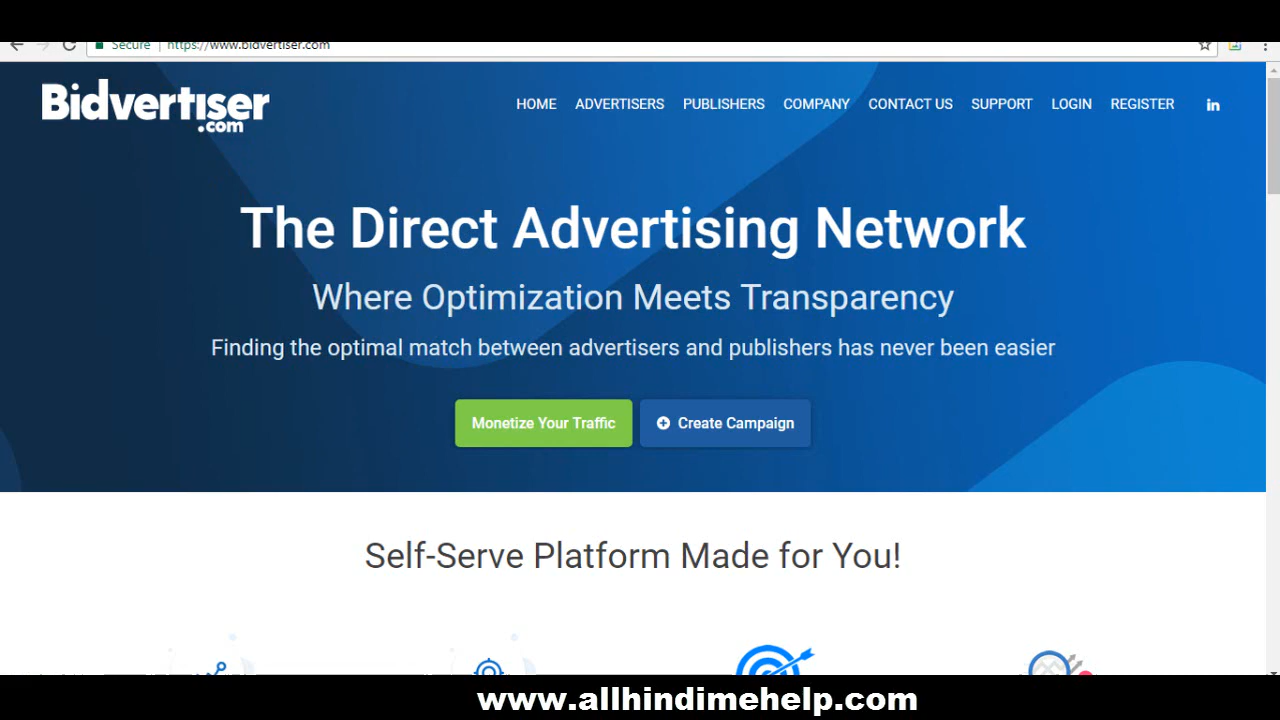 Secure | https://www.bidvertiser.com
Bidvertiser
.com
HOME ADVERTISERS PUBLISHERS COMPANY CONTACT US SUPPORT LOGIN REGISTER in
The Direct Advertising Network
Where Optimization Meets Transparency
Finding the optimal match between advertisers and publishers has never been easier
Monetize Your Traffic Create Campaign
Self-Serve Platform Made for You!
www.allhindimehelp.com